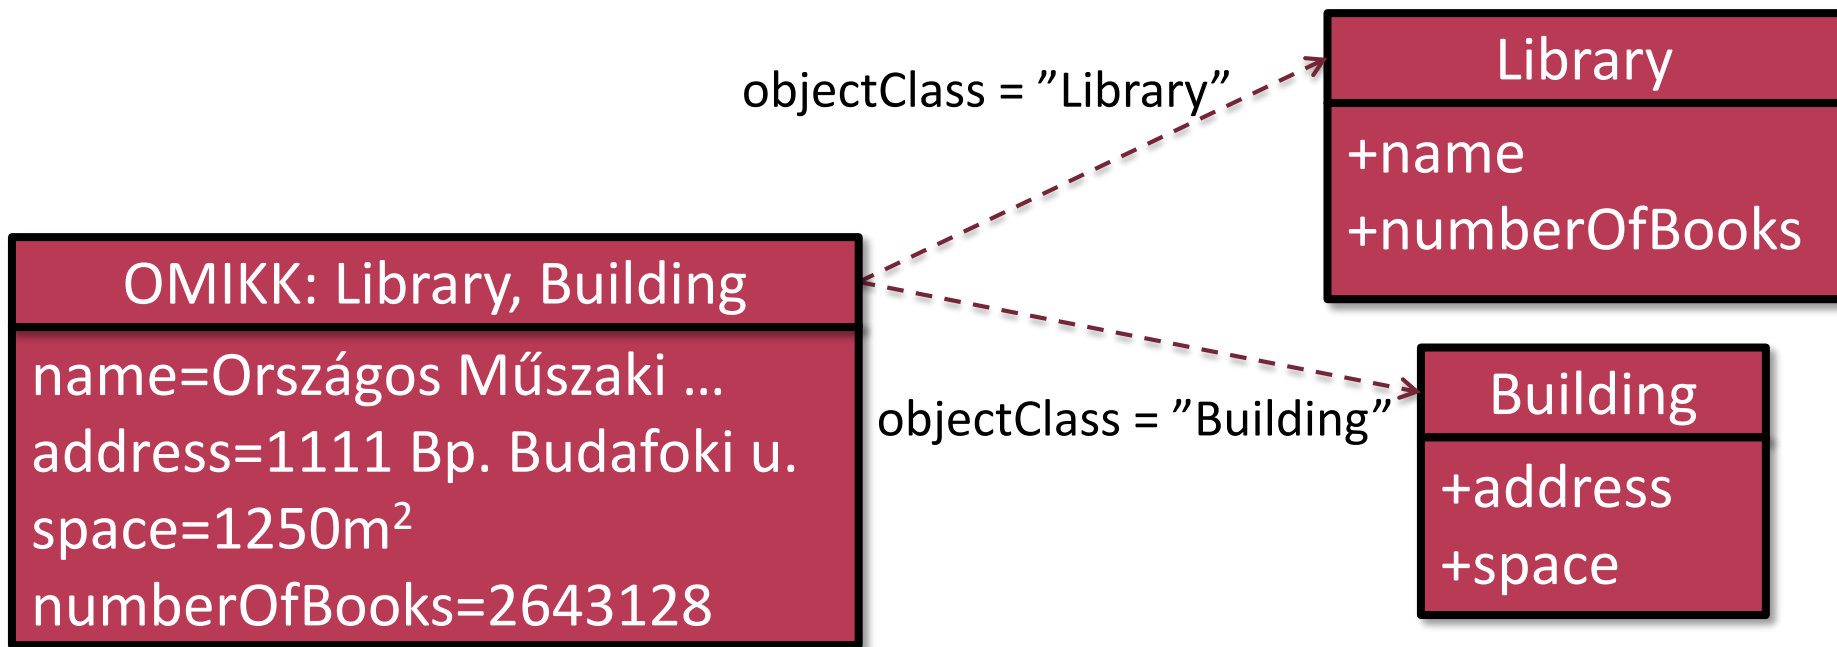 objectClass = ”Library”
Library
+name
+numberOfBooks
OMIKK: Library, Building
name=Országos Műszaki ...
address=1111 Bp. Budafoki u.
space=1250m²
numberOfBooks=2643128
objectClass = ”Building”
Building
+address
+space